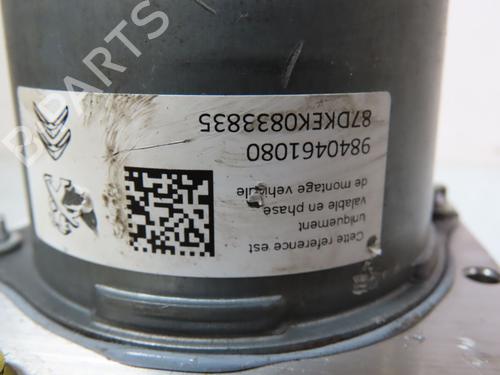 Cette reference est
uniquement
valable en phase
de montage vehicule
9840461080
87DKEK0833835
B-PARTS